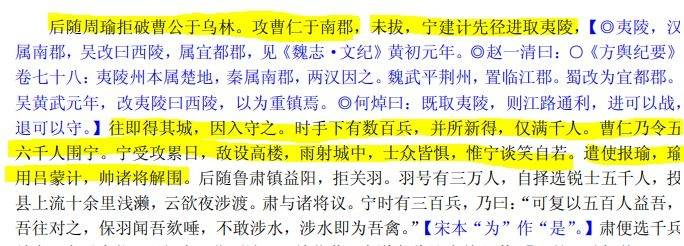 后随周瑜拒破曹公于乌林。攻曹仁于南郡，未拔，宁建计先径进取夷陵，【◎夷陵，汉
属南郡，吴改曰西陵，属宜都郡，见《魏志·文纪》黄初元年。◎赵一清曰：〇《方舆纪要》
卷七十八：夷陵州本属楚地，秦属南郡，两汉因之。魏武平荆州，置临江郡。蜀改为宜都郡。
吴黄武元年，改夷陵曰西陵，以为重镇焉。◎何焯曰：既取夷陵，则江路通利，进可以战，
退可以守。】往即得其城，因入守之。时手下有数百兵，并所新得，仅满千人。曹仁乃令五
六千人围宁。宁受攻累日，敌设高楼，雨射城中，士众皆惧，惟宁谈笑自若。遣使报瑜，瑜
用吕蒙计，帅诸将解围。后随鲁肃镇益阳，拒关羽。羽号有三万人，自择选锐士五千人，投
县上流十余里浅濑，云欲夜涉渡。肃与诸将议。宁时有三百兵，乃曰：“可复以五百人益吾，
吾往对之，保羽闻吾欬唾，不敢涉水，涉水即为吾禽。”【宋本“为”作“是”。】肃便选千兵